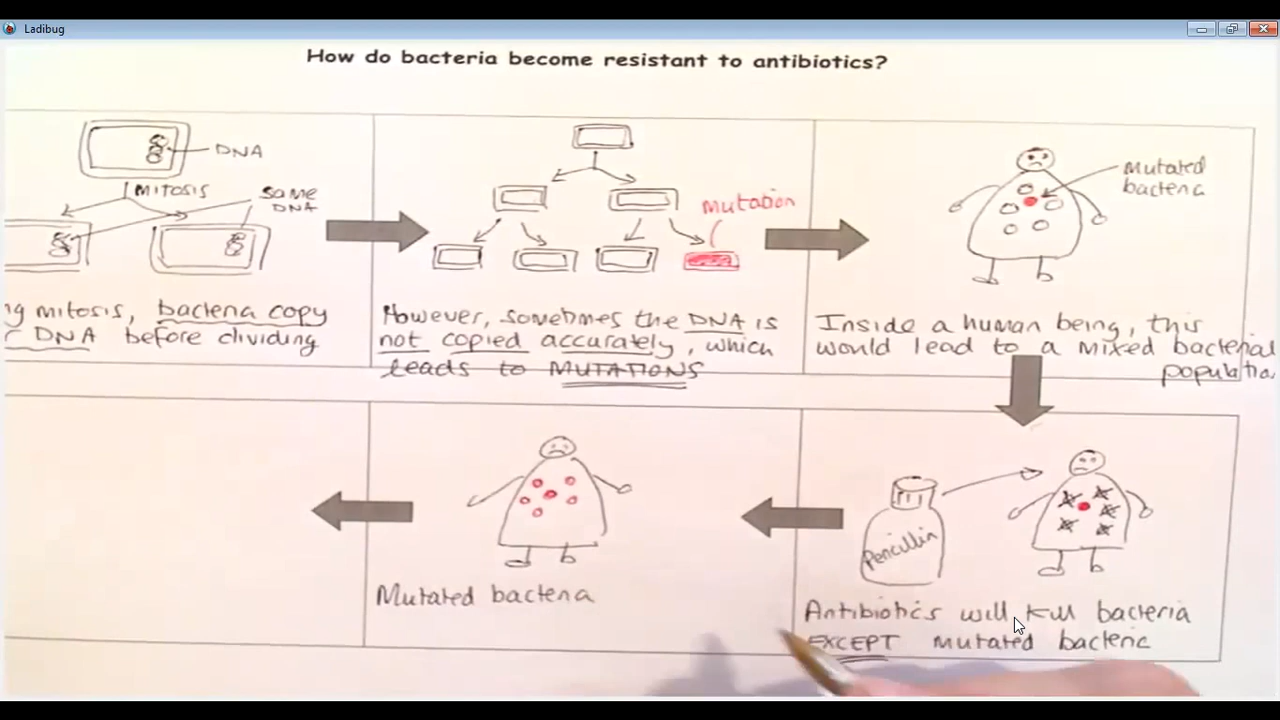 Ladibug
How do bacteria become resistant to antibiotics?
DNA
MITOSIS
SAME
DNA
ng mitosis, bacteria copy
r DNA before dividing
mutation
However, sometimes the DNA is
not copied accurately, which
leads to MUTATIONS
Mutated
bacteria
Inside a human being, this
would lead to a mixed bacterial
populatio
Mutated bacteria
Penicillin
Antibiotics will kill bacteria
EXCEPT mutated bacteria